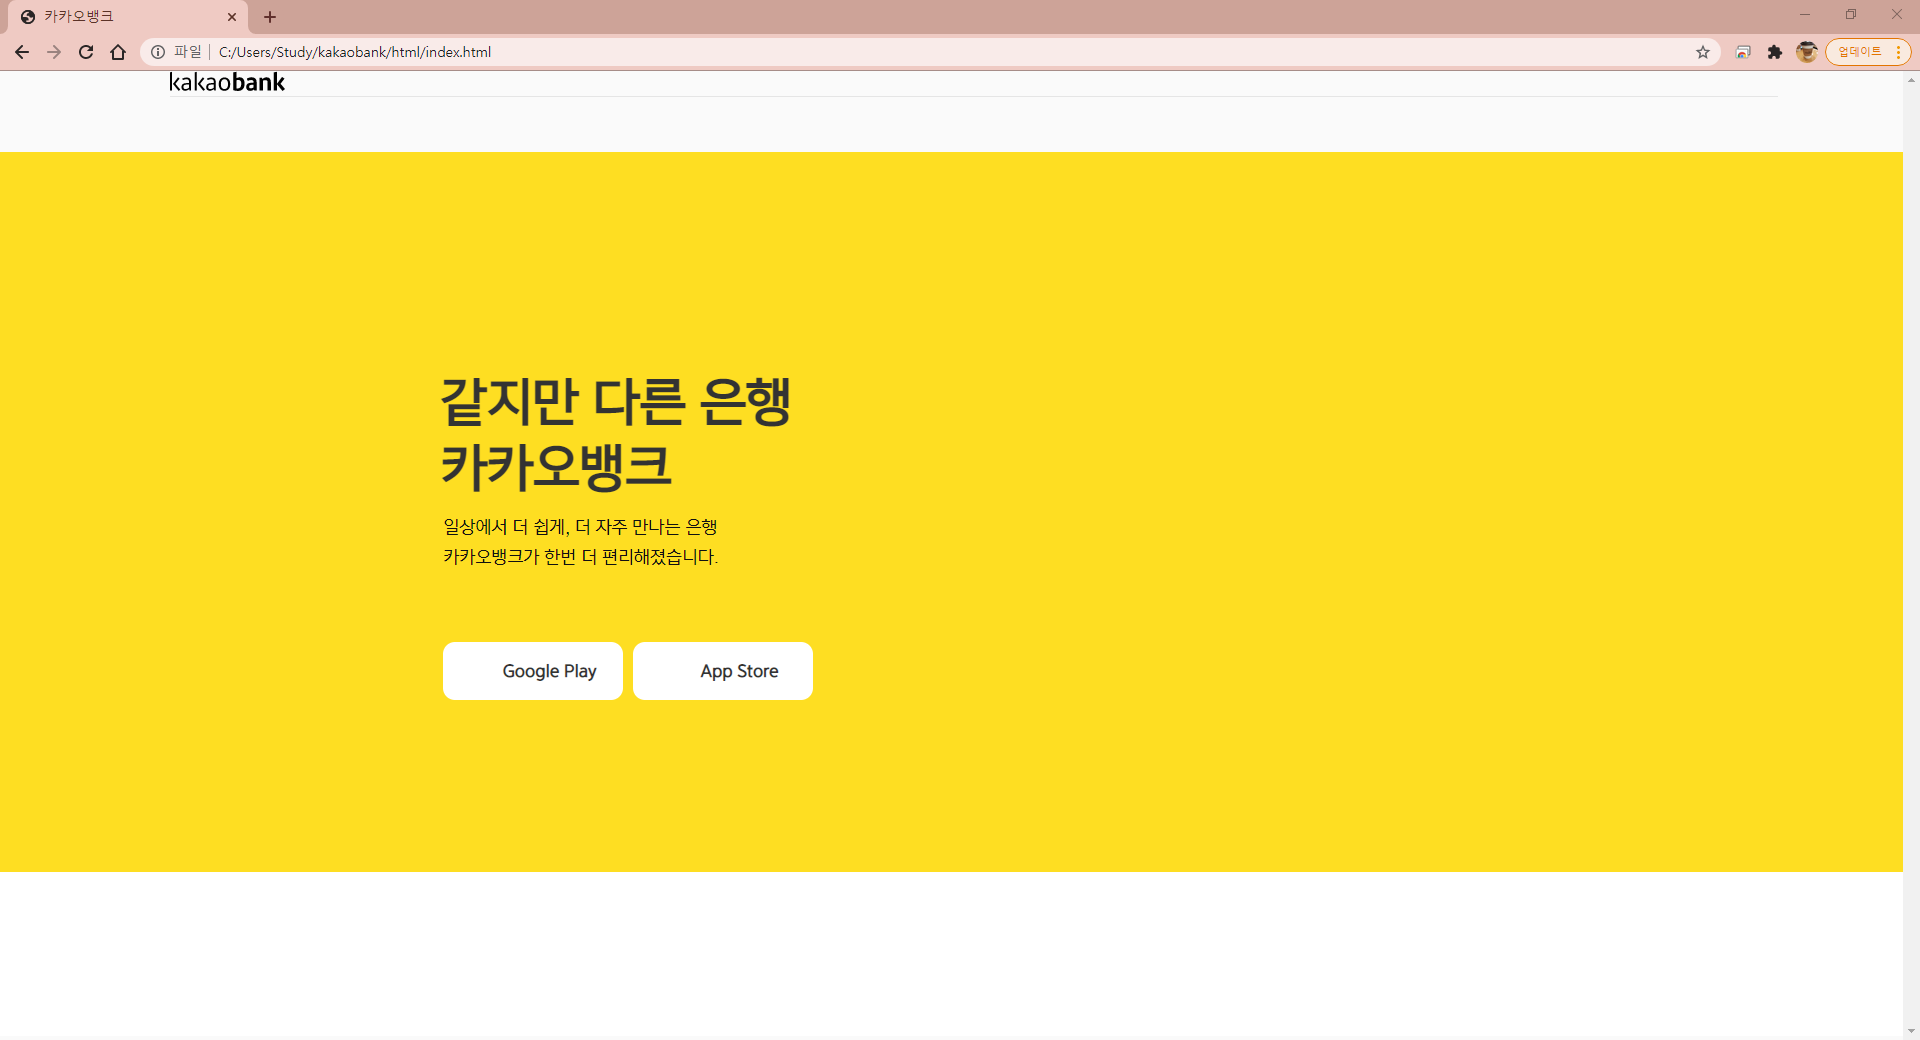 카카오뱅크
파일 C:/Users/Study/kakaobank/html/index.html 업데이트
kakaobank
같지만 다른 은행
카카오뱅크
일상에서 더 쉽게, 더 자주 만나는 은행
카카오뱅크가 한번 더 편리해졌습니다.
Google Play App Store